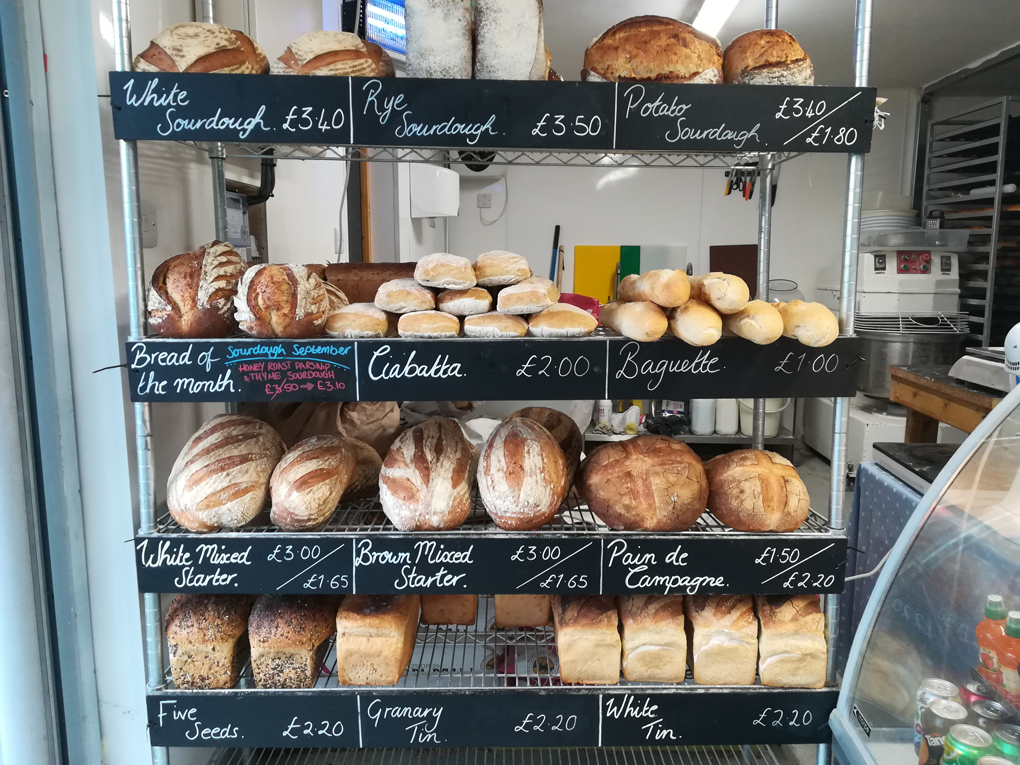 White
Sourdough. £3.40
Rye
Sourdough. £3.50
Potato £3.40
Sourdough. £1.80
Bread of
the month.
Sourdough September
HONEY ROAST PARSNIP
& THYME SOURDOUGH
£3.50 → £3.10
Ciabatta. £2.00
Baguette. £1.00
White Mixed £3.00
Starter. £1.65
Brown Mixed £3.00
Starter. £1.65
Pain de £1.50
Campagne. £2.20
Five
Seeds. £2.20
Granary
Tin. £2.20
White
Tin. £2.20